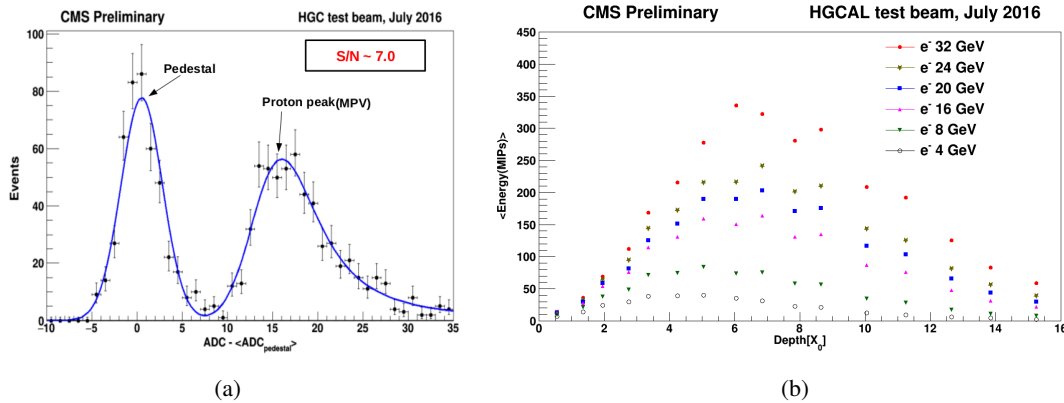 CMS Preliminary
HGC test beam, July 2016
S/N ~ 7.0
Pedestal
Proton peak(MPV)
Events
100
80
60
40
20
0
−10
−5
0
5
10
15
20
25
30
35
ADC - <ADC_pedestal>
(a)
CMS Preliminary
HGCAL test beam, July 2016
e⁻ 32 GeV
e⁻ 24 GeV
e⁻ 20 GeV
e⁻ 16 GeV
e⁻ 8 GeV
e⁻ 4 GeV
<Energy(MIPs)>
450
400
350
300
250
200
150
100
50
0
0
2
4
6
8
10
12
14
16
Depth[X₀]
(b)